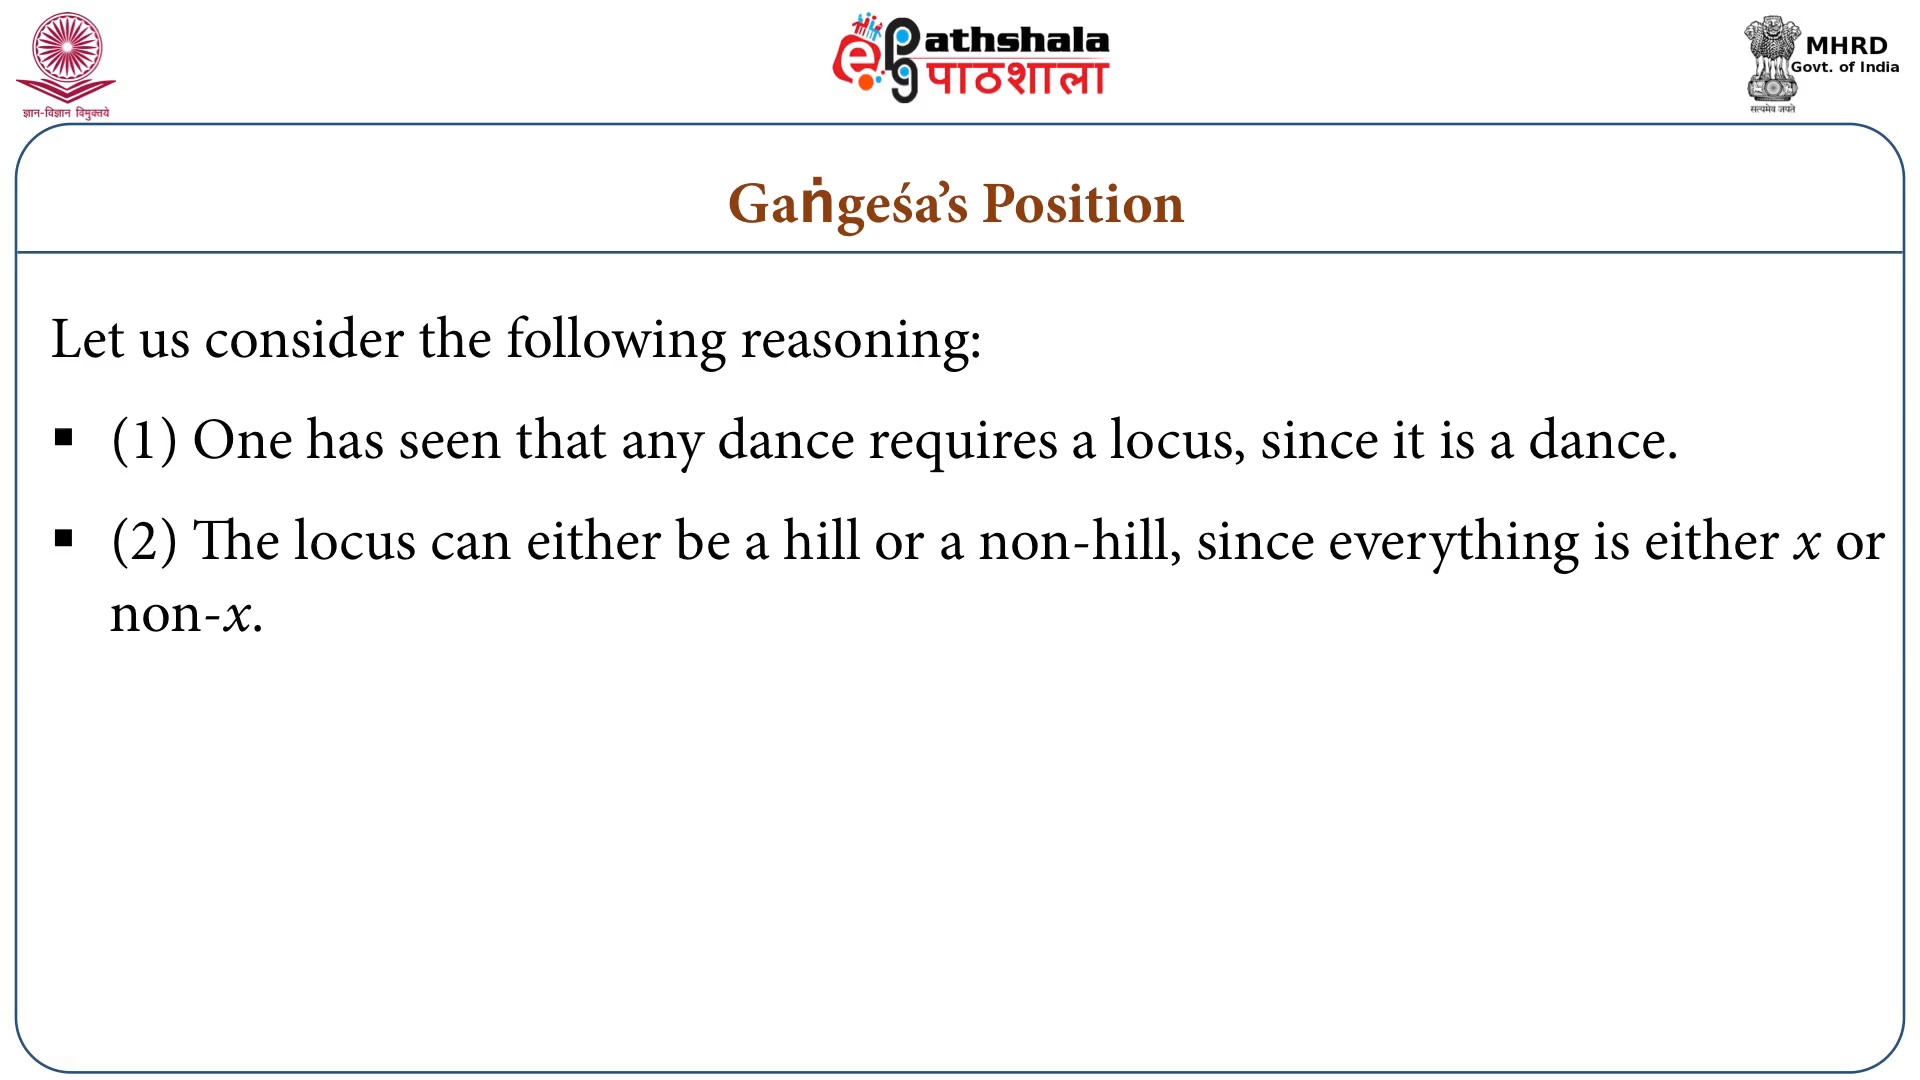 ज्ञान-विज्ञान विमुक्तये
ePG Pathshala
पाठशाला
MHRD
Govt. of India
सत्यमेव जयते
Gaṅgeśa’s Position
Let us consider the following reasoning:
▪ (1) One has seen that any dance requires a locus, since it is a dance.
▪ (2) The locus can either be a hill or a non-hill, since everything is either x or
non-x.